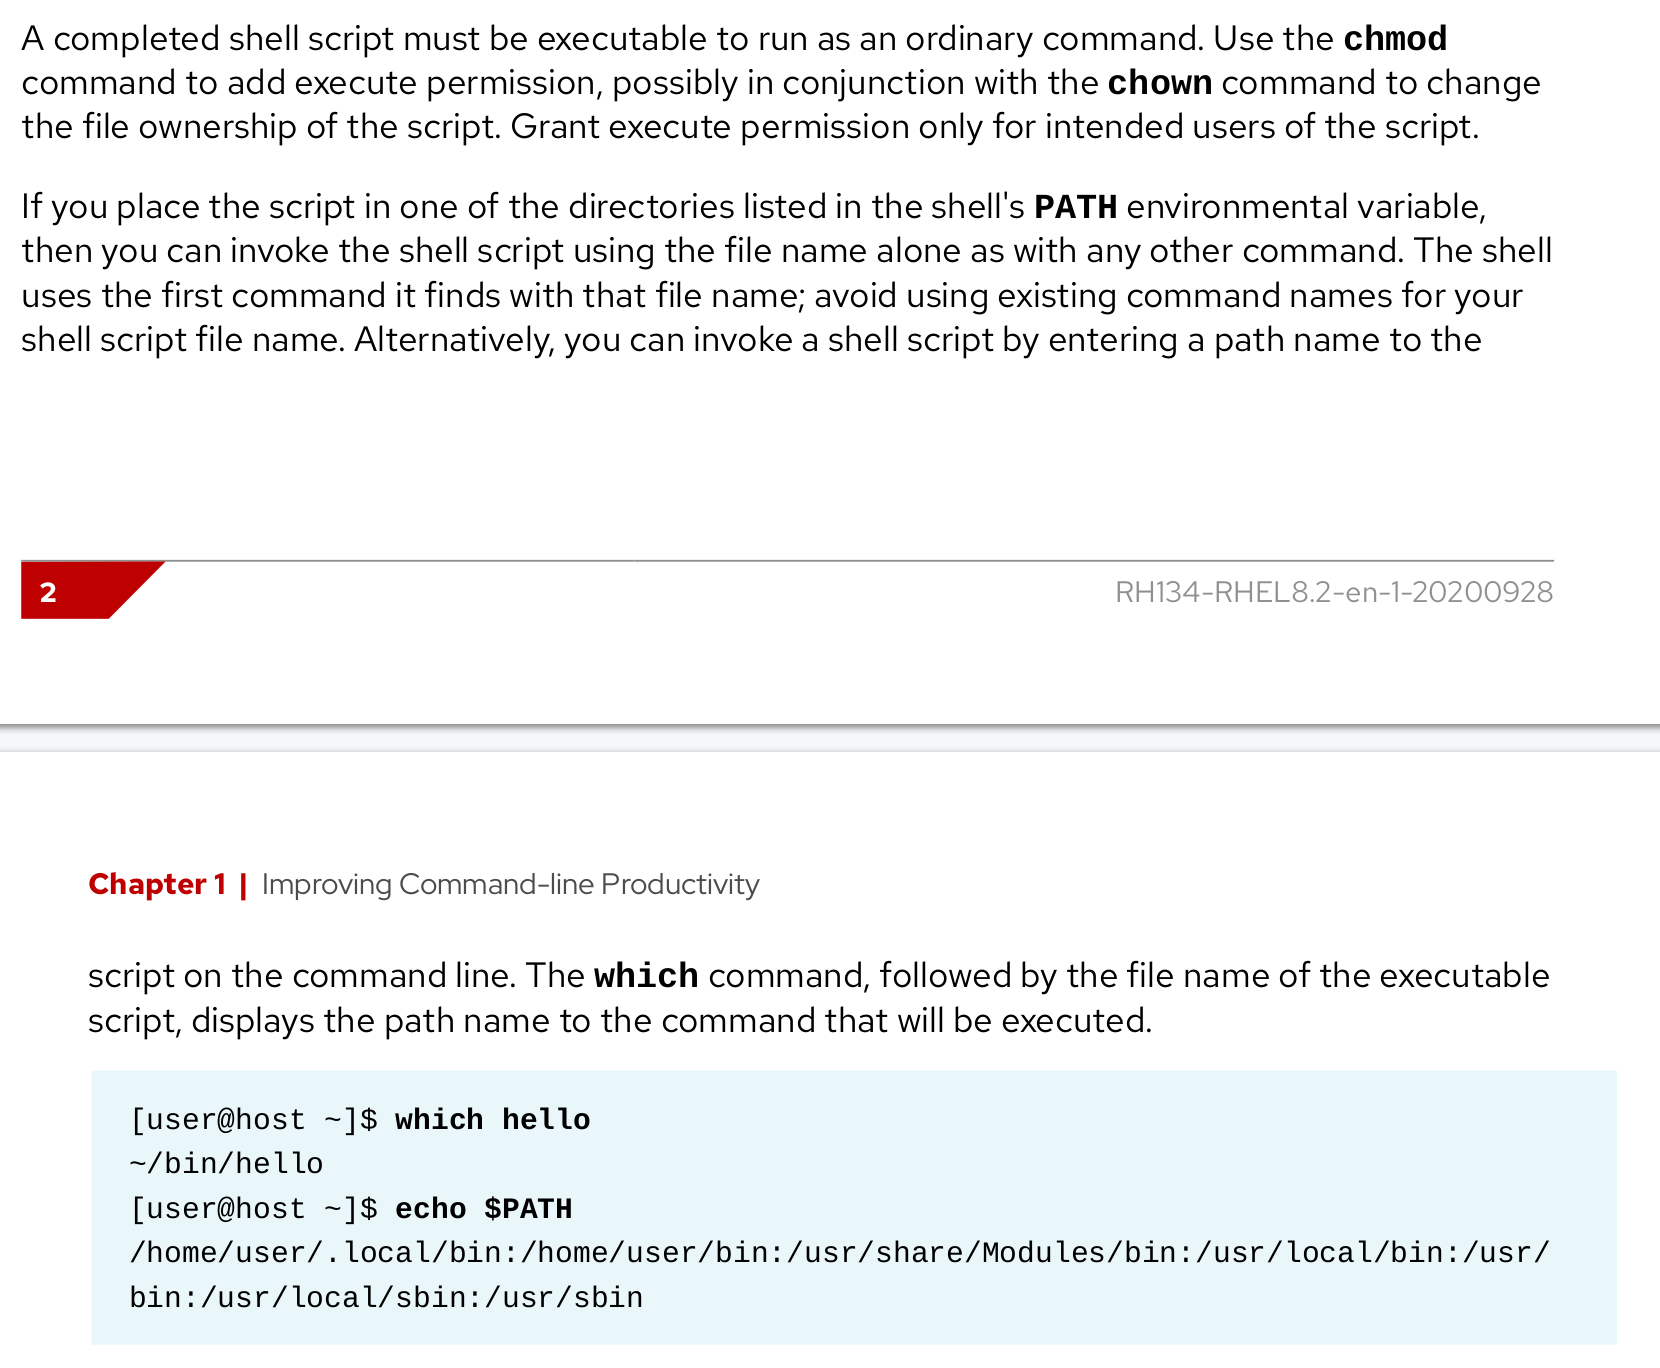 A completed shell script must be executable to run as an ordinary command. Use the chmod
command to add execute permission, possibly in conjunction with the chown command to change
the file ownership of the script. Grant execute permission only for intended users of the script.
If you place the script in one of the directories listed in the shell's PATH environmental variable,
then you can invoke the shell script using the file name alone as with any other command. The shell
uses the first command it finds with that file name; avoid using existing command names for your
shell script file name. Alternatively, you can invoke a shell script by entering a path name to the
2
RH134-RHEL8.2-en-1-20200928
Chapter 1 | Improving Command-line Productivity
script on the command line. The which command, followed by the file name of the executable
script, displays the path name to the command that will be executed.
[user@host ~]$ which hello
~/bin/hello
[user@host ~]$ echo $PATH
/home/user/.local/bin:/home/user/bin:/usr/share/Modules/bin:/usr/local/bin:/usr/
bin:/usr/local/sbin:/usr/sbin